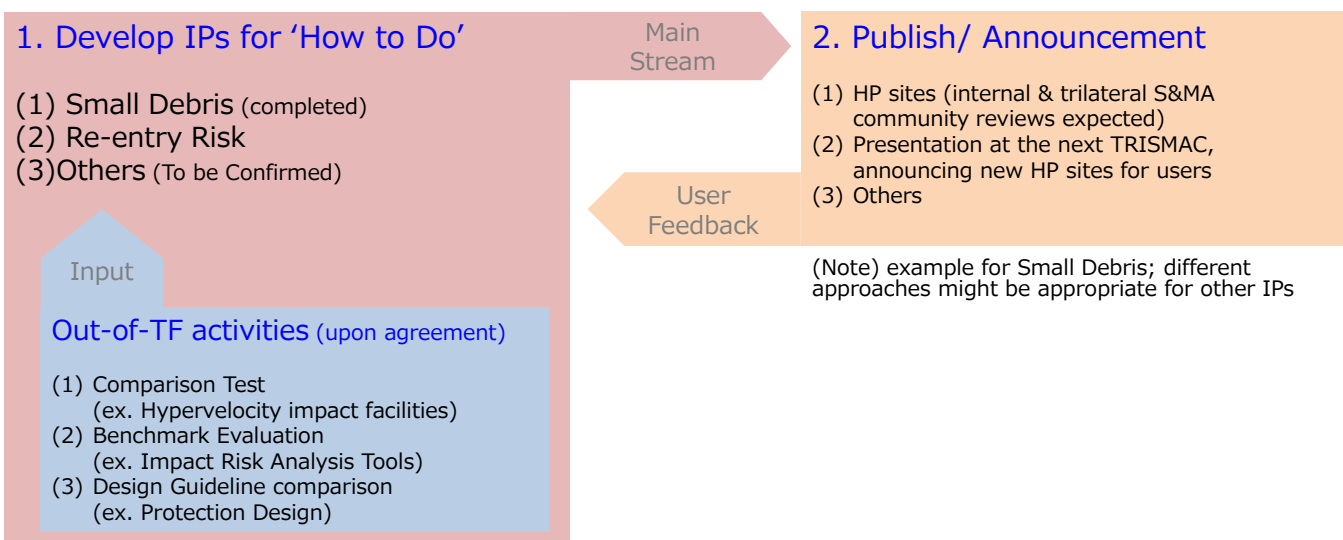 1. Develop IPs for ‘How to Do’
(1) Small Debris (completed)
(2) Re-entry Risk
(3)Others (To be Confirmed)
Input
Out-of-TF activities (upon agreement)
(1) Comparison Test
(ex. Hypervelocity impact facilities)
(2) Benchmark Evaluation
(ex. Impact Risk Analysis Tools)
(3) Design Guideline comparison
(ex. Protection Design)
Main
Stream
User
Feedback
2. Publish/ Announcement
(1) HP sites (internal & trilateral S&MA
community reviews expected)
(2) Presentation at the next TRISMAC,
announcing new HP sites for users
(3) Others
(Note) example for Small Debris; different
approaches might be appropriate for other IPs